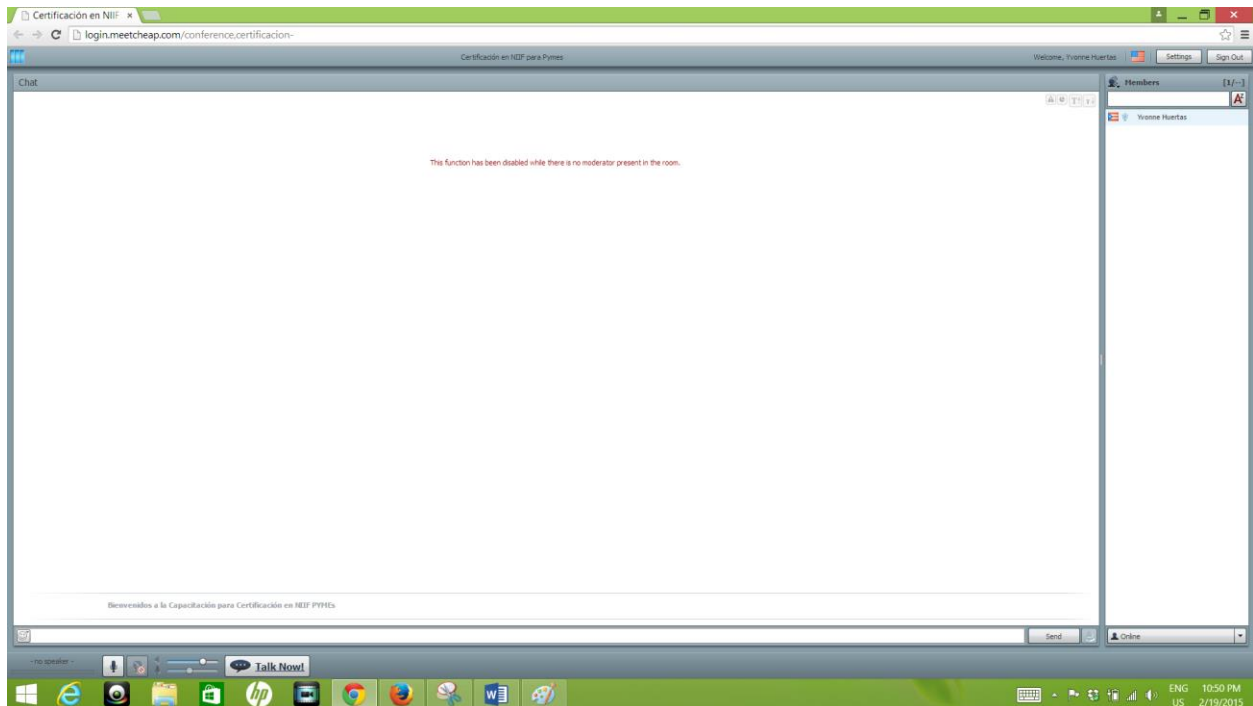 Certificación en NIIF
login.meetcheap.com/conference,certificacion-
Certificación en NIIF para Pymes
Welcome, Yvonne Huertas
Settings
Sign Out
Chat
Members
[1/--]
This function has been disabled while there is no moderator present in the room.
Yvonne Huertas
Bienvenidos a la Capacitación para Certificación en NIIF PYMEs
Send
Online
- no speaker -
Talk Now!
hp
ENG
10:50 PM
US
2/19/2015